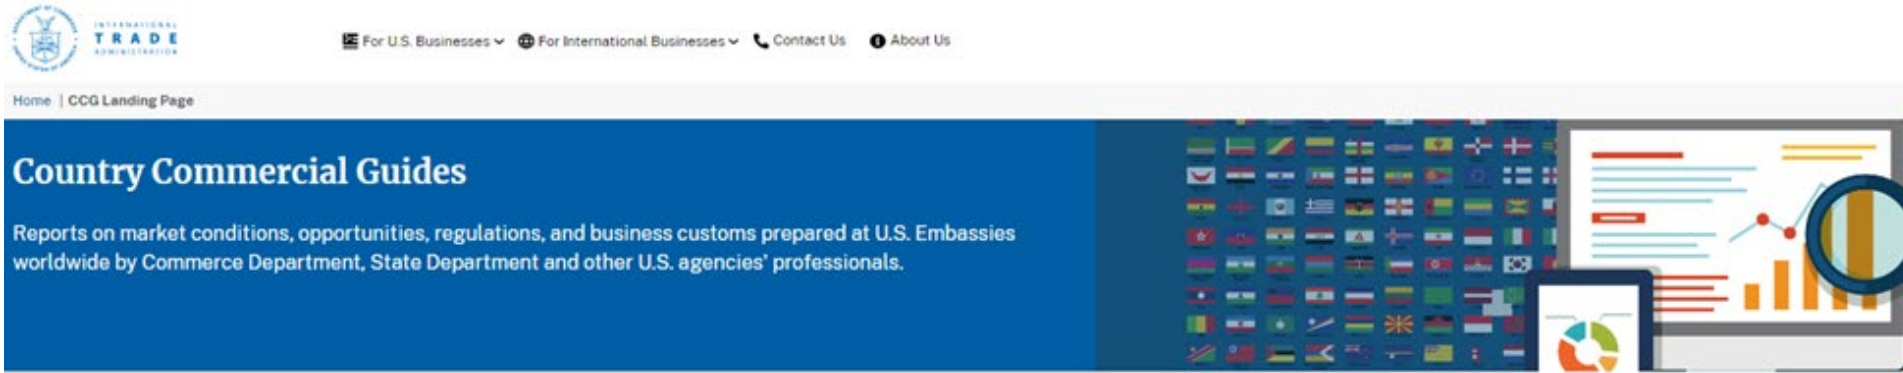 INTERNATIONAL
TRADE
ADMINISTRATION
For U.S. Businesses
For International Businesses
Contact Us
About Us
Home | CCG Landing Page
Country Commercial Guides
Reports on market conditions, opportunities, regulations, and business customs prepared at U.S. Embassies
worldwide by Commerce Department, State Department and other U.S. agencies' professionals.